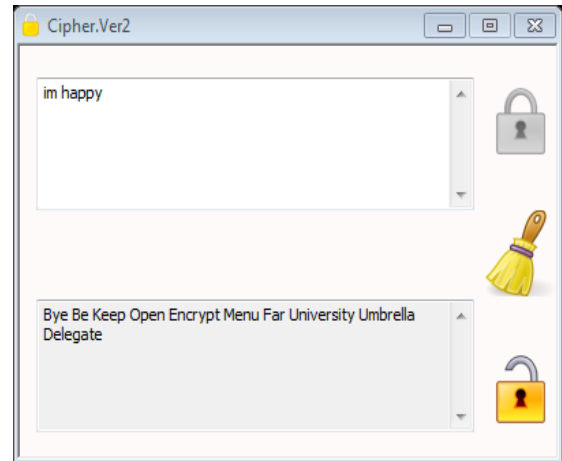 Cipher.Ver2
im happy
Bye Be Keep Open Encrypt Menu Far University Umbrella
Delegate